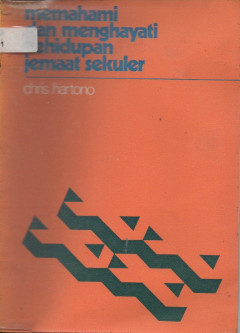 memahami
dan menghayati
kehidupan
jemaat sekuler
chris hartono